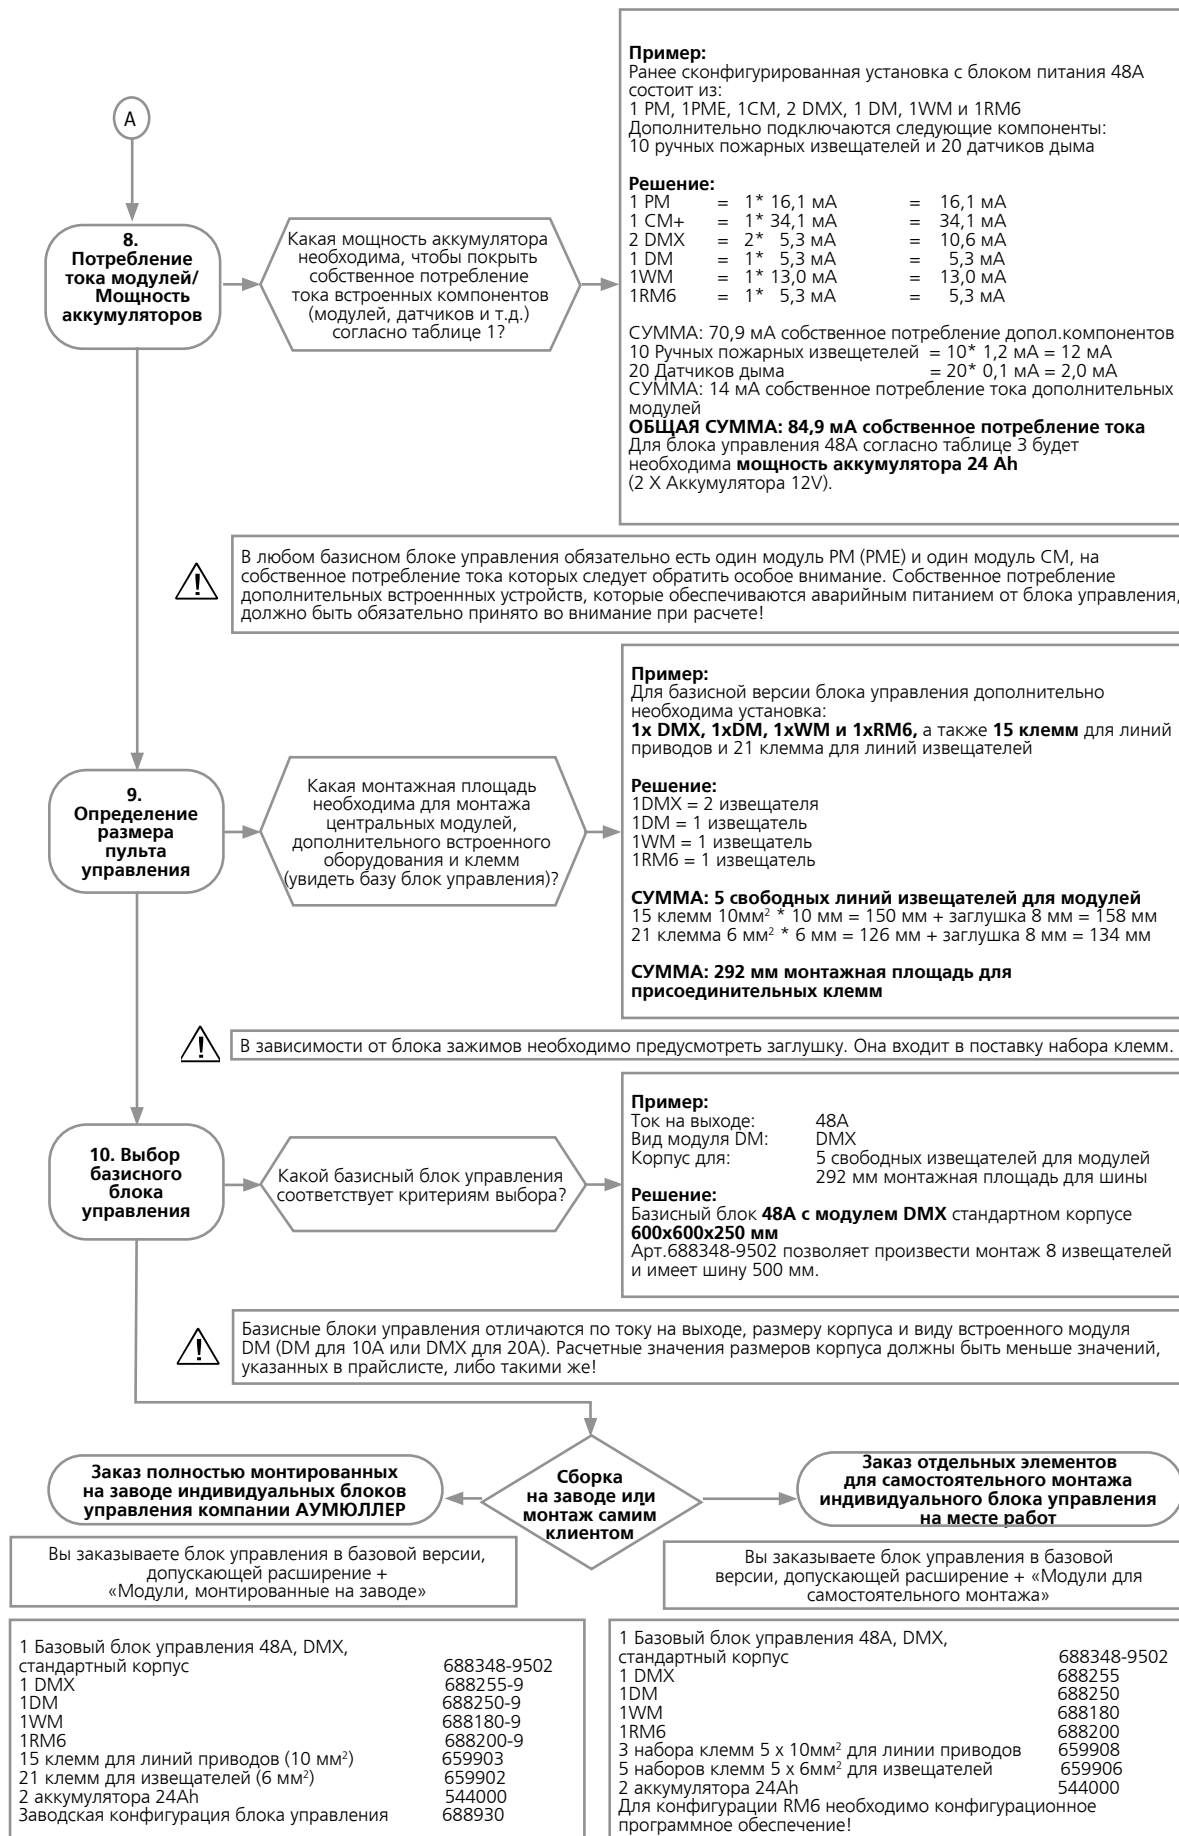 A
8.
Потребление
тока модулей/
Мощность
аккумуляторов
Какая мощность аккумулятора
необходима, чтобы покрыть
собственное потребление
тока встроенных компонентов
(модулей, датчиков и т.д.)
согласно таблице 1?
Пример:
Ранее сконфигурированная установка с блоком питания 48А
состоит из:
1 PM, 1PME, 1CM, 2 DMX, 1 DM, 1WM и 1RM6
Дополнительно подключаются следующие компоненты:
10 ручных пожарных извещателей и 20 датчиков дыма
Решение:
1 PM = 1* 16,1 мА = 16,1 мА
1 CM+ = 1* 34,1 мА = 34,1 мА
2 DMX = 2* 5,3 мА = 10,6 мА
1 DM = 1* 5,3 мА = 5,3 мА
1WM = 1* 13,0 мА = 13,0 мА
1RM6 = 1* 5,3 мА = 5,3 мА
СУММА: 70,9 мА собственное потребление допол.компонентов
10 Ручных пожарных извещетелей = 10* 1,2 мА = 12 мА
20 Датчиков дыма = 20* 0,1 мА = 2,0 мА
СУММА: 14 мА собственное потребление тока дополнительных
модулей
ОБЩАЯ СУММА: 84,9 мА собственное потребление тока
Для блока управления 48А согласно таблице 3 будет
необходима мощность аккумулятора 24 Ah
(2 X Аккумулятора 12V).
В любом базисном блоке управления обязательно есть один модуль PM (PME) и один модуль CM, на
собственное потребление тока которых следует обратить особое внимание. Собственное потребление
дополнительных встроеннных устройств, которые обеспечиваются аварийным питанием от блока управления,
должно быть обязательно принято во внимание при расчете!
9.
Определение
размера
пульта
управления
Какая монтажная площадь
необходима для монтажа
центральных модулей,
дополнительного встроенного
оборудования и клемм
(увидеть базу блок управления)?
Пример:
Для базисной версии блока управления дополнительно
необходима установка:
1x DMX, 1xDM, 1xWM и 1xRM6, а также 15 клемм для линий
приводов и 21 клемма для линий извещателей
Решение:
1DMX = 2 извещателя
1DM = 1 извещатель
1WM = 1 извещатель
1RM6 = 1 извещатель
СУММА: 5 свободных линий извещателей для модулей
15 клемм 10мм² * 10 мм = 150 мм + заглушка 8 мм = 158 мм
21 клемма 6 мм² * 6 мм = 126 мм + заглушка 8 мм = 134 мм
СУММА: 292 мм монтажная площадь для
присоединительных клемм
В зависимости от блока зажимов необходимо предусмотреть заглушку. Она входит в поставку набора клемм.
10. Выбор
базисного
блока
управления
Какой базисный блок управления
соответствует критериям выбора?
Пример:
Ток на выходе: 48А
Вид модуля DM: DMX
Корпус для: 5 свободных извещателей для модулей
292 мм монтажная площадь для шины
Решение:
Базисный блок 48А с модулем DMX стандартном корпусе
600x600x250 мм
Арт.688348-9502 позволяет произвести монтаж 8 извещателей
и имеет шину 500 мм.
Базисные блоки управления отличаются по току на выходе, размеру корпуса и виду встроенного модуля
DM (DM для 10А или DMX для 20А). Расчетные значения размеров корпуса должны быть меньше значений,
указанных в прайслисте, либо такими же!
Заказ полностью монтированных
на заводе индивидуальных блоков
управления компании АУМЮЛЛЕР
Сборка
на заводе или
монтаж самим
клиентом
Заказ отдельных элементов
для самостоятельного монтажа
индивидуального блока управления
на месте работ
Вы заказываете блок управления в базовой версии,
допускающей расширение +
«Модули, монтированные на заводе»
Вы заказываете блок управления в базовой
версии, допускающей расширение + «Модули для
самостоятельного монтажа»
1 Базовый блок управления 48А, DMX,
стандартный корпус 688348-9502
1 DMX 688255-9
1DM 688250-9
1WM 688180-9
1RM6 688200-9
15 клемм для линий приводов (10 мм²) 659903
21 клемм для извещателей (6 мм²) 659902
2 аккумулятора 24Ah 544000
Заводская конфигурация блока управления 688930
1 Базовый блок управления 48А, DMX,
стандартный корпус 688348-9502
1 DMX 688255
1DM 688250
1WM 688180
1RM6 688200
3 набора клемм 5 x 10мм² для линии приводов 659908
5 наборов клемм 5 x 6мм² для извещателей 659906
2 аккумулятора 24Ah 544000
Для конфигурации RM6 необходимо конфигурационное
программное обеспечение!